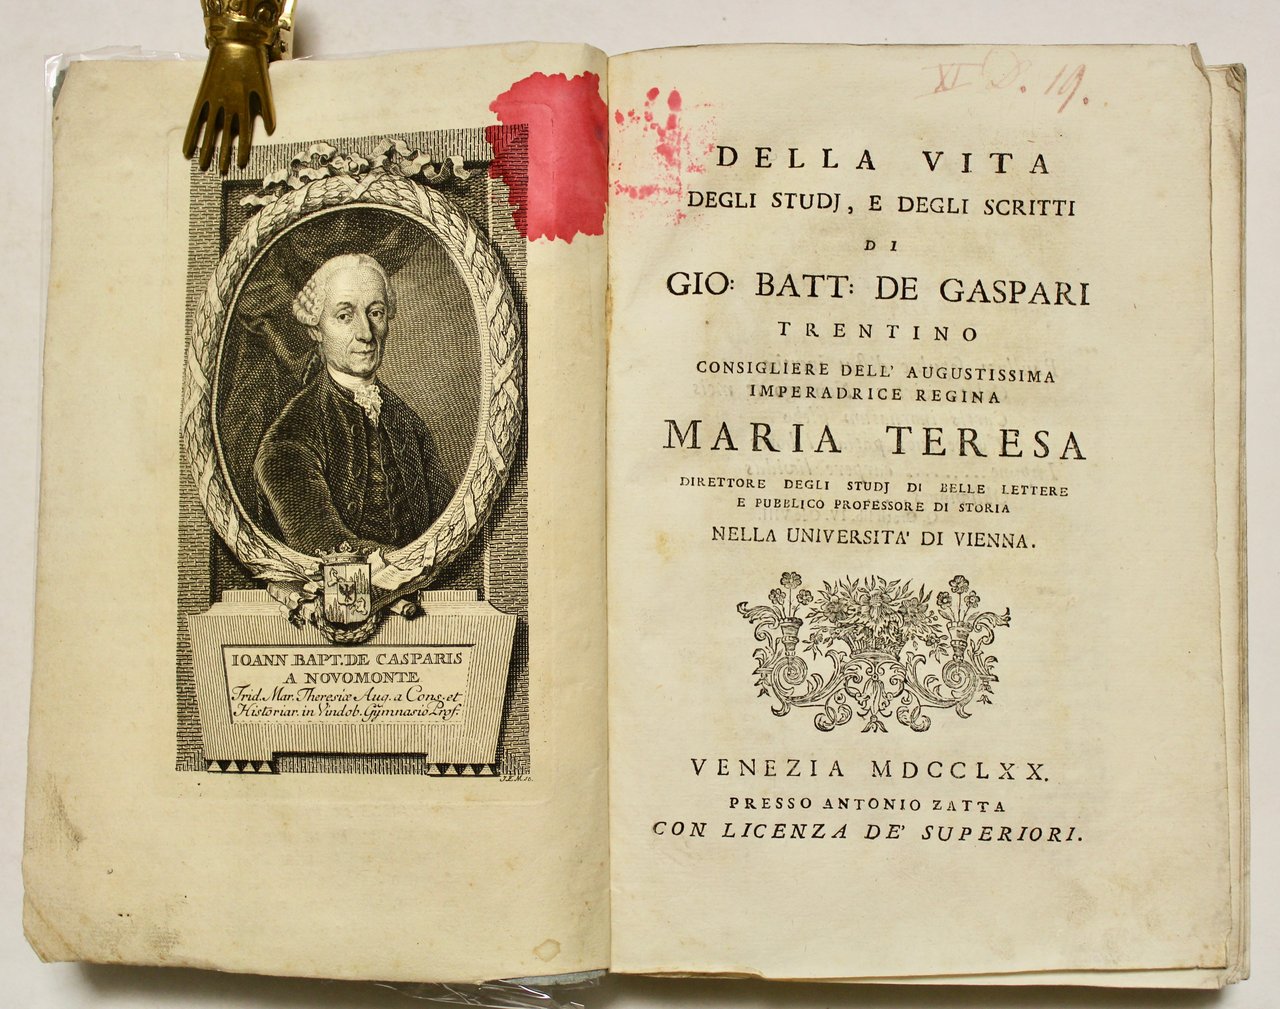 IOANN. BAPT. DE CASPARIS
A NOVOMONTE
Trid. Mar. Theresiæ Aug. a Cons. et
Historiar. in Vindob. Gymnasio Prof.
J.E.M. sc.
XI D. 19.
DELLA VITA
DEGLI STUDJ, E DEGLI SCRITTI
DI
GIO: BATT: DE GASPARI
TRENTINO
CONSIGLIERE DELL' AUGUSTISSIMA
IMPERADRICE REGINA
MARIA TERESA
DIRETTORE DEGLI STUDJ DI BELLE LETTERE
E PUBBLICO PROFESSORE DI STORIA
NELLA UNIVERSITA' DI VIENNA.
VENEZIA MDCCLXX.
PRESSO ANTONIO ZATTA
CON LICENZA DE' SUPERIORI.